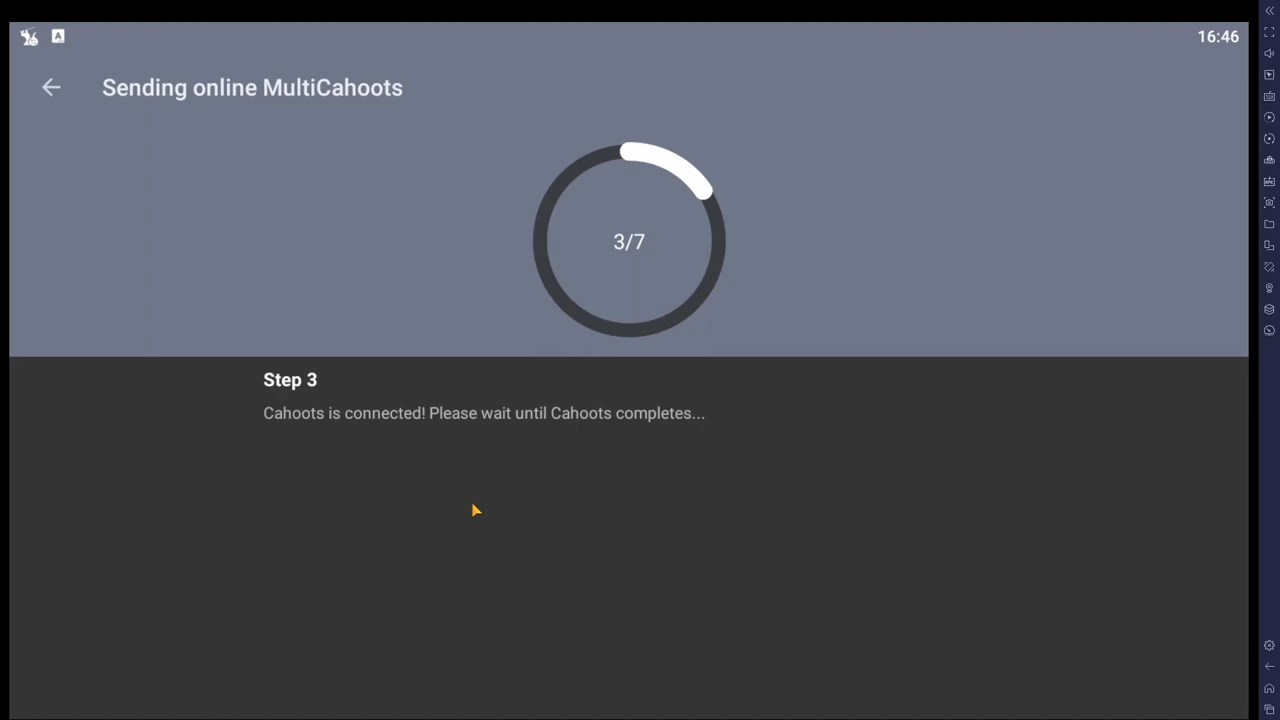 A
16:46
Sending online MultiCahoots
3/7
Step 3
Cahoots is connected! Please wait until Cahoots completes...